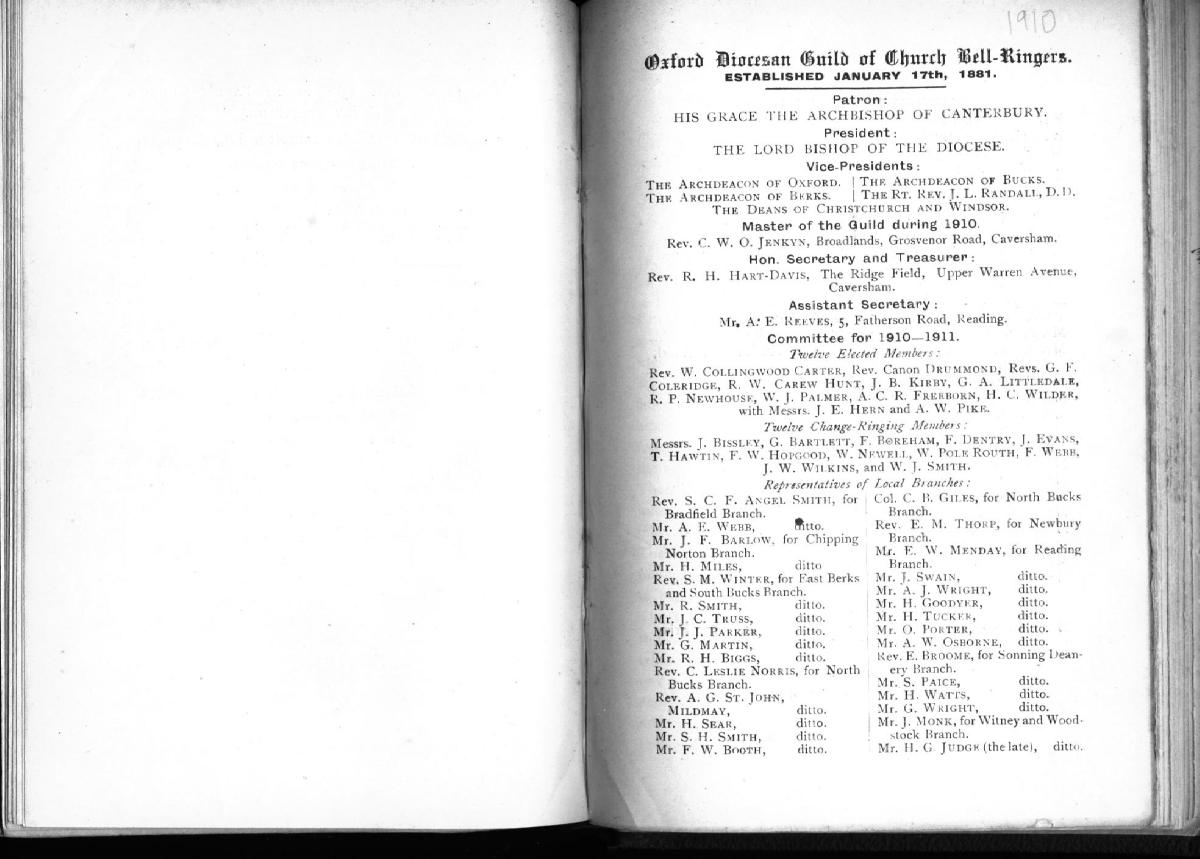 1910
Oxford Diocesan Guild of Church Bell-Ringers.
ESTABLISHED JANUARY 17th, 1881.
Patron:
HIS GRACE THE ARCHBISHOP OF CANTERBURY.
President:
THE LORD BISHOP OF THE DIOCESE.
Vice-Presidents:
THE ARCHDEACON OF OXFORD. | THE ARCHDEACON OF BUCKS.
THE ARCHDEACON OF BERKS. | THE RT. REV. J. L. RANDALL, D.D.
THE DEANS OF CHRISTCHURCH AND WINDSOR.
Master of the Guild during 1910.
Rev. C. W. O. JENKYN, Broadlands, Grosvenor Road, Caversham.
Hon. Secretary and Treasurer:
Rev. R. H. HART-DAVIS, The Ridge Field, Upper Warren Avenue,
Caversham.
Assistant Secretary:
Mr. A. E. REEVES, 5, Fatherson Road, Reading.
Committee for 1910—1911.
Twelve Elected Members:
Rev. W. COLLINGWOOD CARTER, Rev. Canon DRUMMOND, Revs. G. F.
COLERIDGE, R. W. CAREW HUNT, J. B. KIRBY, G. A. LITTLEDALE,
R. P. NEWHOUSE, W. J. PALMER, A. C. R. FREEBORN, H. C. WILDER,
with Messrs. J. E. HERN and A. W. PIKE.
Twelve Change-Ringing Members:
Messrs. J. BISSLEY, G. BARTLETT, F. BOREHAM, F. DENTRY, J. EVANS,
T. HAWTIN, F. W. HOPGOOD, W. NEWELL, W. POLE ROUTH, F. WEBB,
J. W. WILKINS, and W. J. SMITH.
Representatives of Local Branches:
Rev. S. C. F. ANGEL SMITH, for
Bradfield Branch.
Mr. A. E. WEBB, ditto.
Mr. J. F. BARLOW, for Chipping
Norton Branch.
Mr. H. MILES, ditto
Rev. S. M. WINTER, for East Berks
and South Bucks Branch.
Mr. R. SMITH, ditto.
Mr. J. C. TRUSS, ditto.
Mr. J. J. PARKER, ditto.
Mr. G. MARTIN, ditto.
Mr. R. H. BIGGS, ditto.
Rev. C. LESLIE NORRIS, for North
Bucks Branch.
Rev. A. G. ST. JOHN,
MILDMAY, ditto.
Mr. H. SEAR, ditto.
Mr. S. H. SMITH, ditto.
Mr. F. W. BOOTH, ditto.
Col. C. B. GILES, for North Bucks
Branch.
Rev. E. M. THORP, for Newbury
Branch.
Mr. E. W. MENDAY, for Reading
Branch.
Mr. J. SWAIN, ditto.
Mr. A. J. WRIGHT, ditto.
Mr. H. GOODYER, ditto.
Mr. H. TUCKER, ditto.
Mr. O. PORTER, ditto.
Mr. A. W. OSBORNE, ditto.
Rev. E. BROOME, for Sonning Dean-
ery Branch.
Mr. S. PAICE, ditto.
Mr. H. WATTS, ditto.
Mr. G. WRIGHT, ditto.
Mr. J. MONK, for Witney and Wood-
stock Branch.
Mr. H. G. JUDGE (the late), ditto.